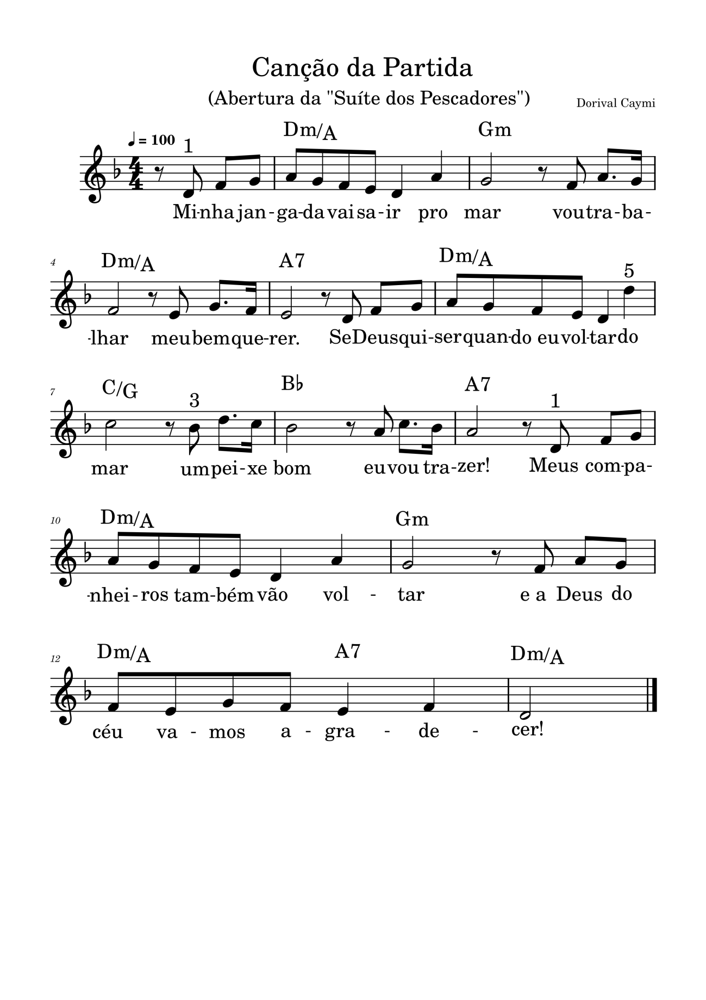 Canção da Partida
(Abertura da "Suíte dos Pescadores")
Dorival Caymi
= 100
1 Dm/A Gm
Mi-nha jan-ga-da vai sa-ir pro mar vou tra-ba-
4 Dm/A A7 Dm/A 5
-lhar meu bem que-rer. Se Deus qui-ser quan-do eu vol-tar do
7 C/G 3 Bb A7 1
mar um pei-xe bom eu vou tra-zer! Meus com-pa-
10 Dm/A Gm
-nhei-ros tam-bém vão vol-tar e a Deus do
12 Dm/A A7 Dm/A
céu va-mos a-gra-de-cer!